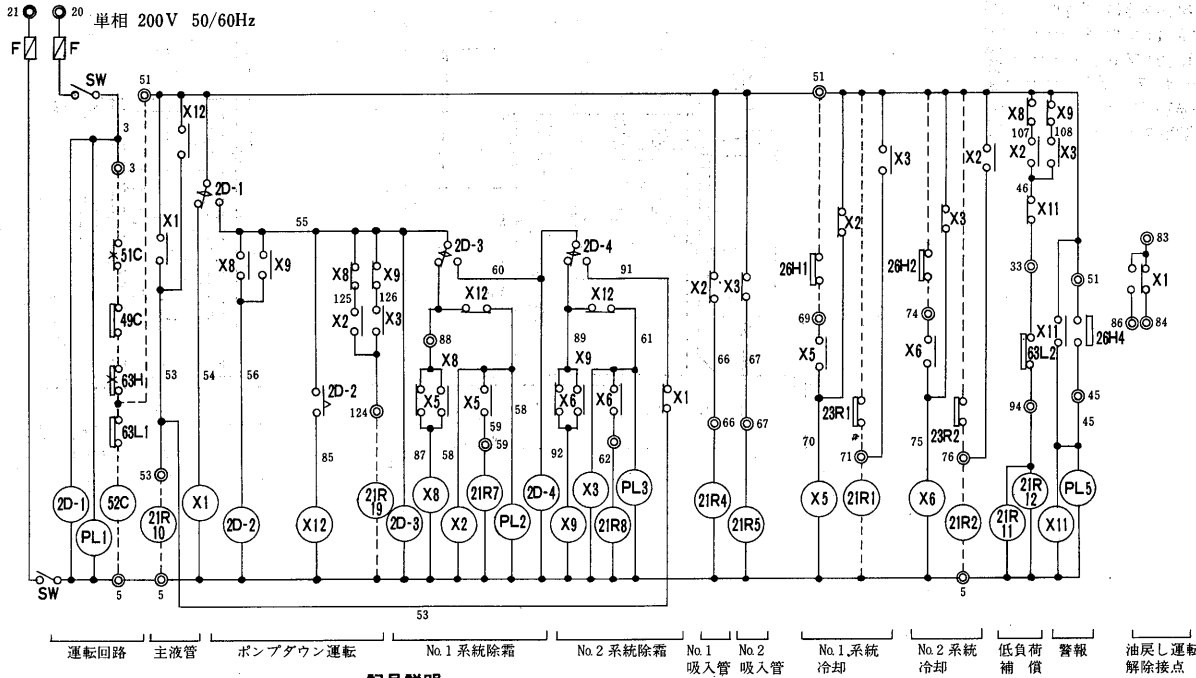 21
20
単相 200V 50/60Hz
F
F
SW
51
51
3
3
X12
2D-1
X1
55
2D-3
60
2D-4
91
X2
X3
X3
X2
X8
X9
107
108
X2
X3
46
X11
83
X1
86
84
51C
49C
63H
63L1
53
54
X8
X9
56
X8
X9
125
126
X2
X3
X12
88
X8
X5
X5
58
59
59
87
58
X12
89
61
X9
X6
X6
92
62
X1
2D-2
85
124
66
67
66
67
26H1
69
X5
70
X2
23R1
71
26H2
74
X6
75
X3
23R2
76
33
63L2
94
X11
51
26H4
45
45
53
2D-1
PL1
52C
21R
10
X1
2D-2
X12
21R
19
2D-3
X8
X2
21R7
PL2
2D-4
X9
X3
21R8
PL3
21R4
21R5
X5
21R1
X6
21R2
21R
11
21R
12
X11
PL5
SW
5
5
5
53
運転回路
主液管
ポンプダウン運転
No.1系統除霜
No.2系統除霜
No.1
吸入管
No.2
吸入管
No.1.系統
冷却
No.2系統
冷却
低負荷
補償
警報
油戻し運転
解除接点